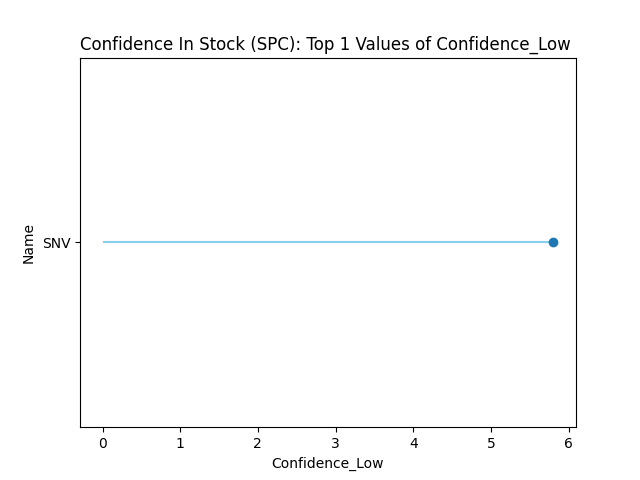 Confidence In Stock (SPC): Top 1 Values of Confidence_Low
Name
SNV
0 1 2 3 4 5 6
Confidence_Low